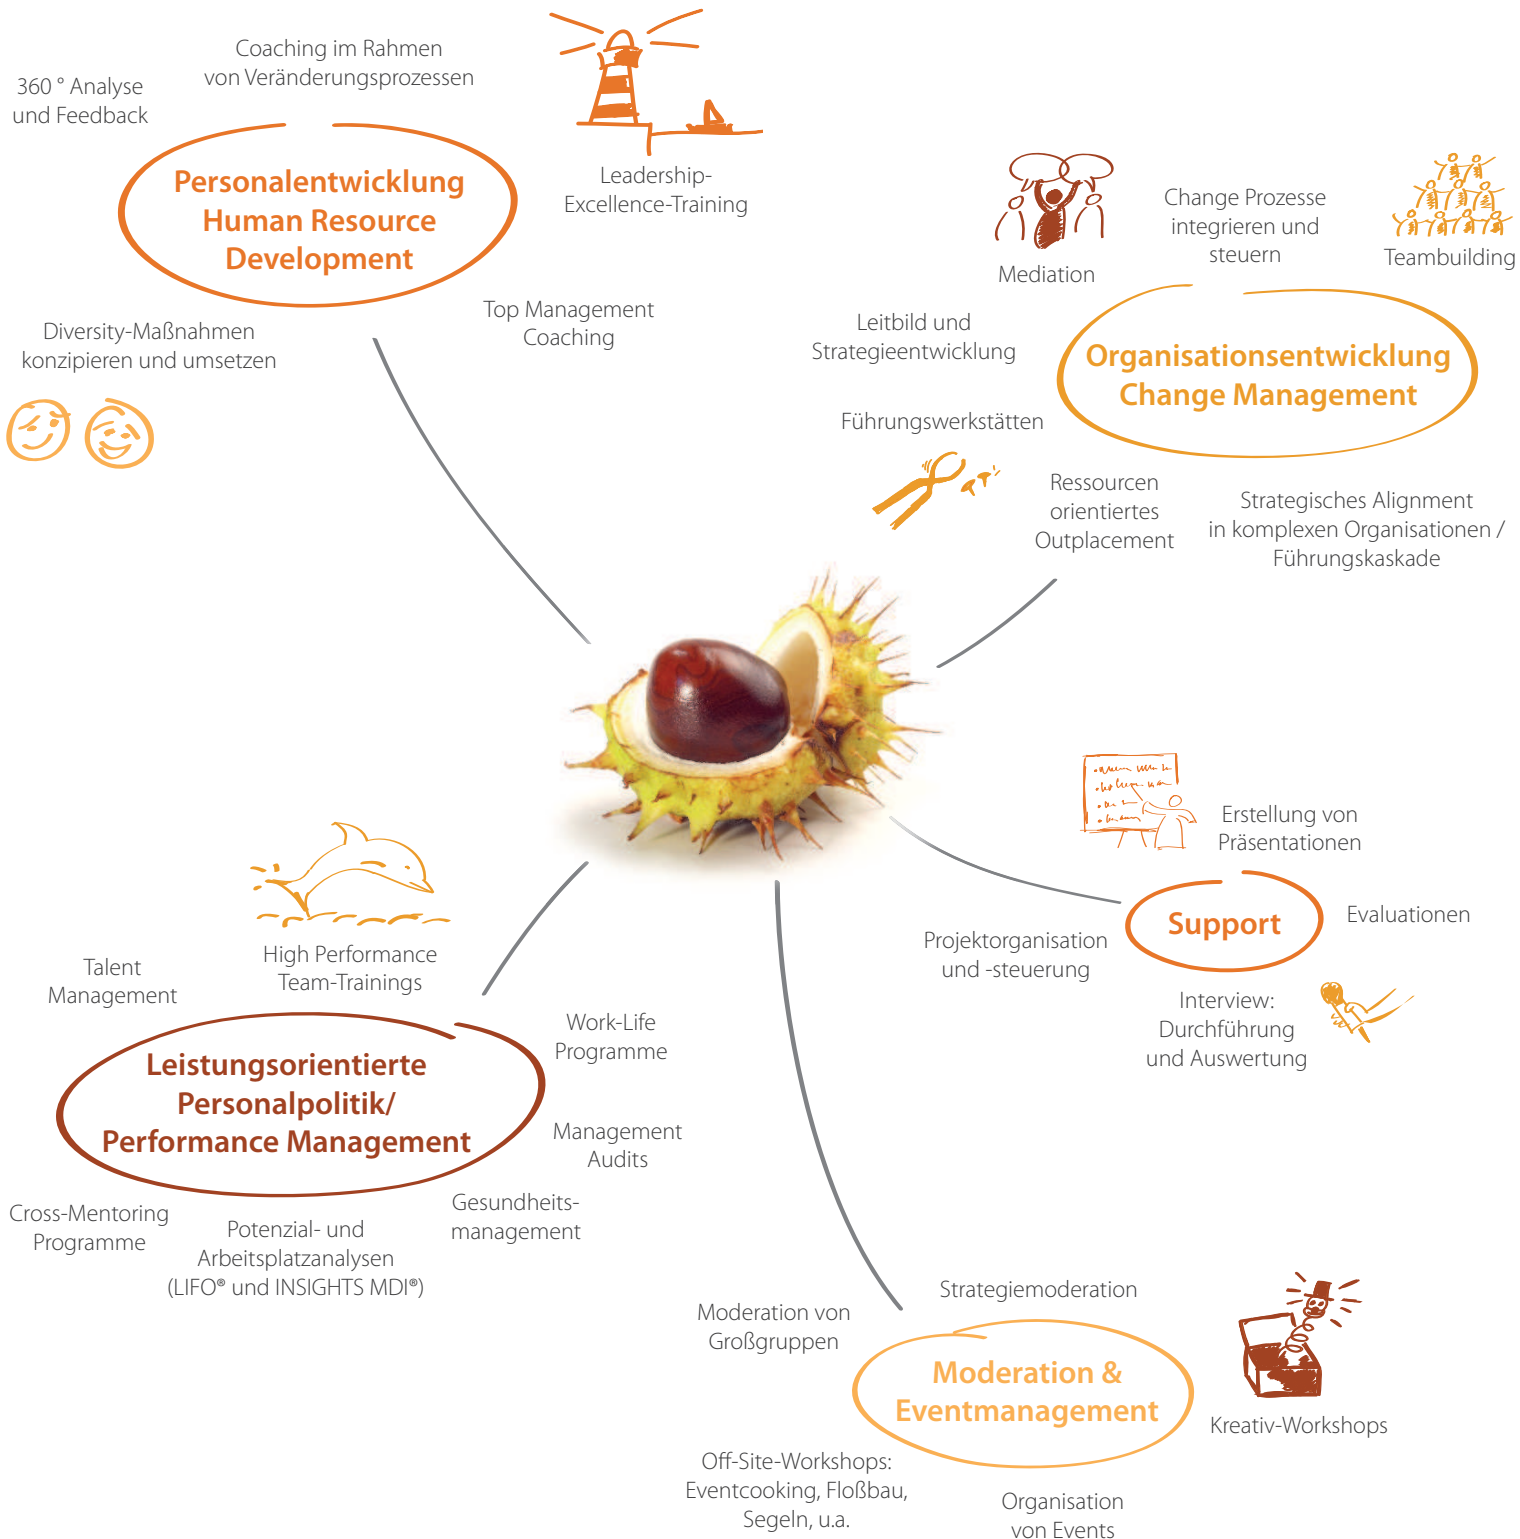 Coaching im Rahmen
von Veränderungsprozessen
360 ° Analyse
und Feedback
Personalentwicklung
Human Resource
Development
Leadership-
Excellence-Training
Top Management
Coaching
Diversity-Maßnahmen
konzipieren und umsetzen
Mediation
Change Prozesse
integrieren und
steuern
Teambuilding
Leitbild und
Strategieentwicklung
Organisationsentwicklung
Change Management
Führungswerkstätten
Ressourcen
orientiertes
Outplacement
Strategisches Alignment
in komplexen Organisationen /
Führungskaskade
Erstellung von
Präsentationen
Support
Evaluationen
Projektorganisation
und -steuerung
Interview:
Durchführung
und Auswertung
High Performance
Team-Trainings
Talent
Management
Work-Life
Programme
Leistungsorientierte
Personalpolitik/
Performance Management
Management
Audits
Gesundheits-
management
Cross-Mentoring
Programme
Potenzial- und
Arbeitsplatzanalysen
(LIFO® und INSIGHTS MDI®)
Strategiemoderation
Moderation von
Großgruppen
Moderation &
Eventmanagement
Kreativ-Workshops
Off-Site-Workshops:
Eventcooking, Floßbau,
Segeln, u.a.
Organisation
von Events